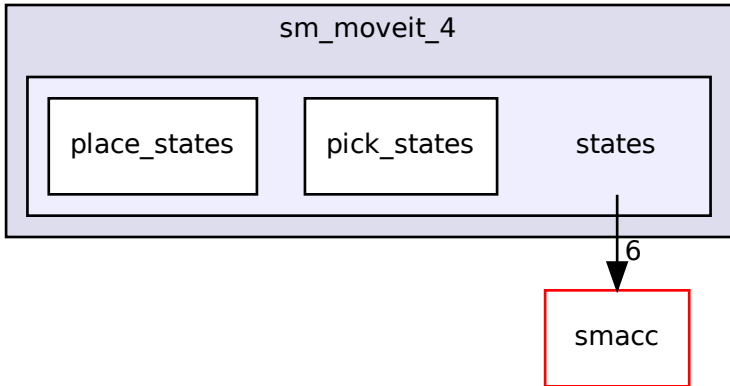 sm_moveit_4
place_states
pick_states
states
6
smacc